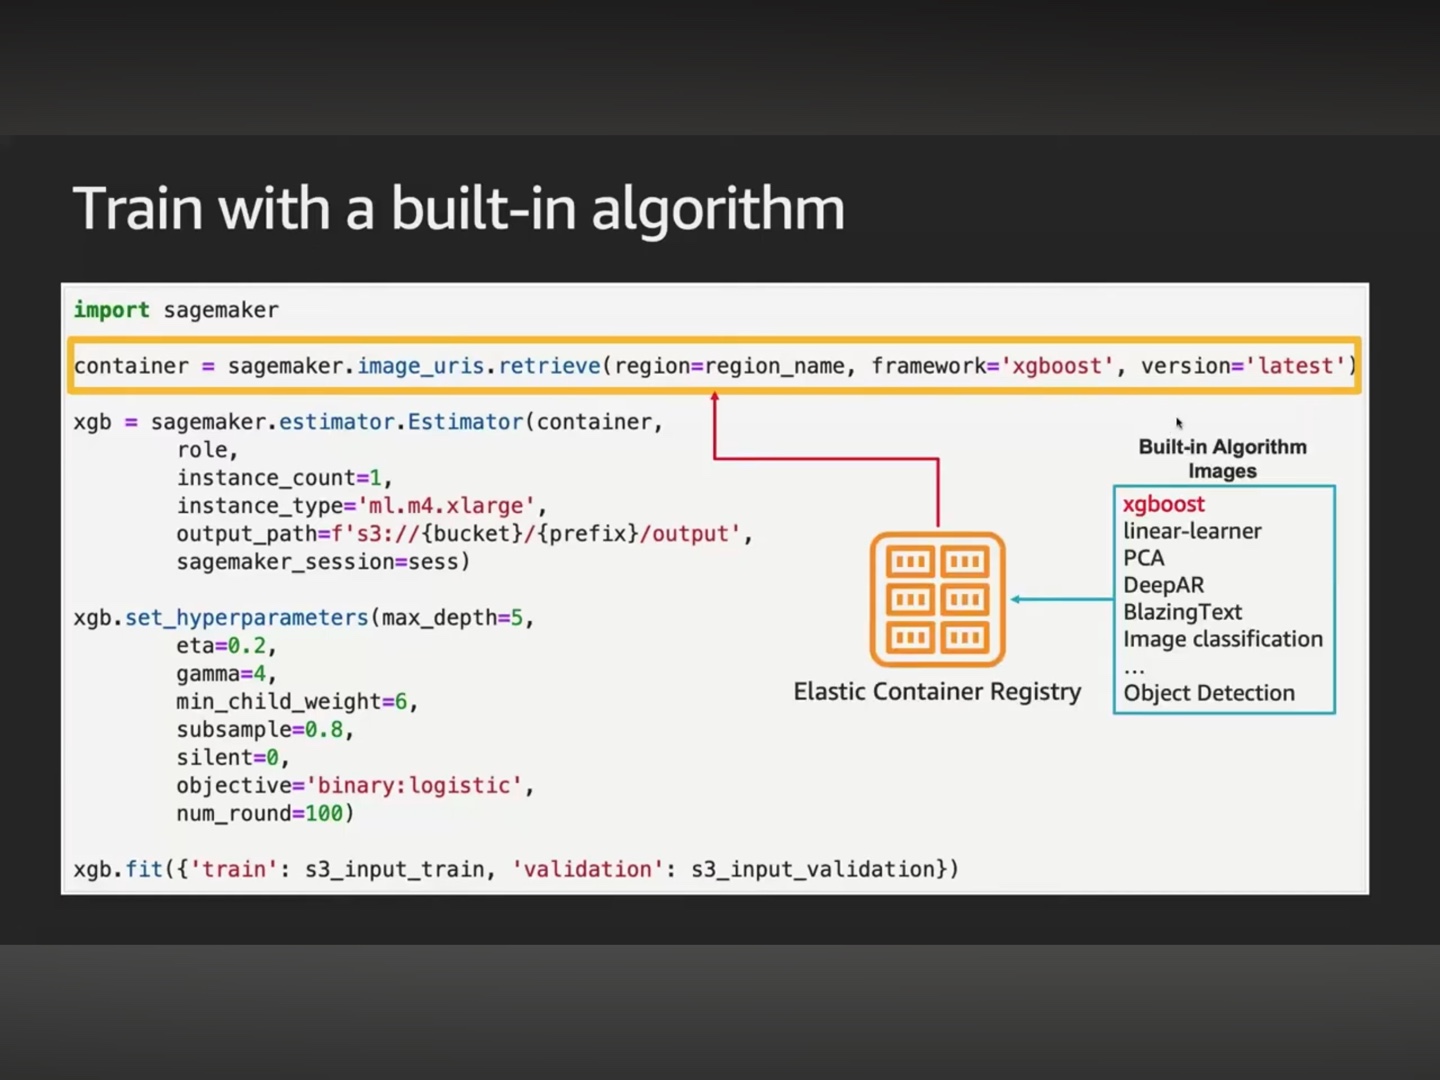 Train with a built-in algorithm
import sagemaker
container = sagemaker.image_uris.retrieve(region=region_name, framework='xgboost', version='latest')
xgb = sagemaker.estimator.Estimator(container,
role,
instance_count=1,
instance_type='ml.m4.xlarge',
output_path=f's3://{bucket}/{prefix}/output',
sagemaker_session=sess)
xgb.set_hyperparameters(max_depth=5,
eta=0.2,
gamma=4,
min_child_weight=6,
subsample=0.8,
silent=0,
objective='binary:logistic',
num_round=100)
xgb.fit({'train': s3_input_train, 'validation': s3_input_validation})
Elastic Container Registry
Built-in Algorithm
Images
xgboost
linear-learner
PCA
DeepAR
BlazingText
Image classification
...
Object Detection